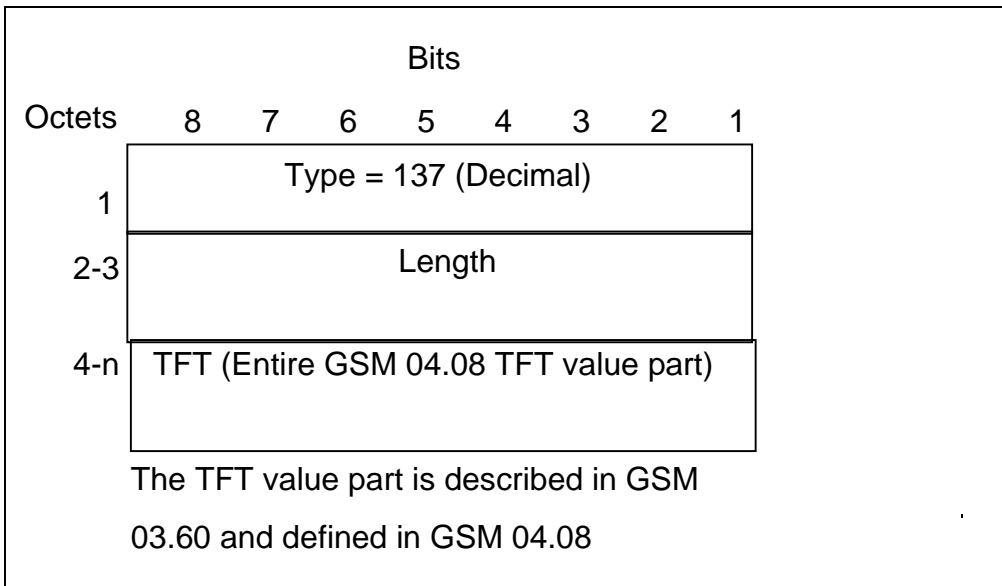 Bits
Octets 8 7 6 5 4 3 2 1
1 Type = 137 (Decimal)
2-3 Length
4-n TFT (Entire GSM 04.08 TFT value part)
The TFT value part is described in GSM
03.60 and defined in GSM 04.08